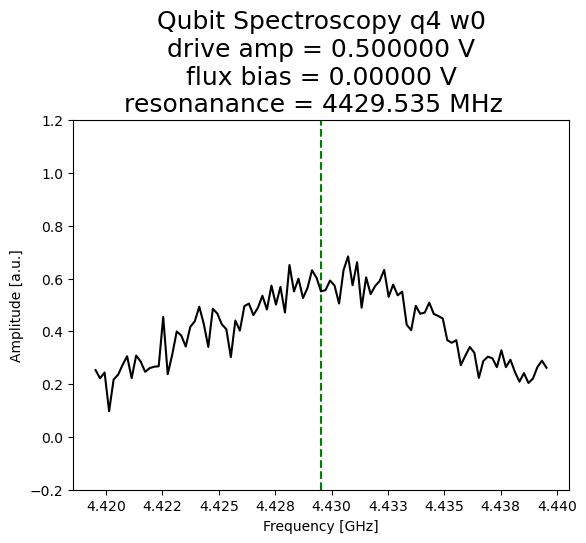 Qubit Spectroscopy q4 w0
drive amp = 0.500000 V
flux bias = 0.00000 V
resonanance = 4429.535 MHz
1.2
1.0
0.8
0.6
0.4
0.2
0.0
−0.2
Amplitude [a.u.]
4.420 4.422 4.425 4.428 4.430 4.433 4.435 4.438 4.440
Frequency [GHz]